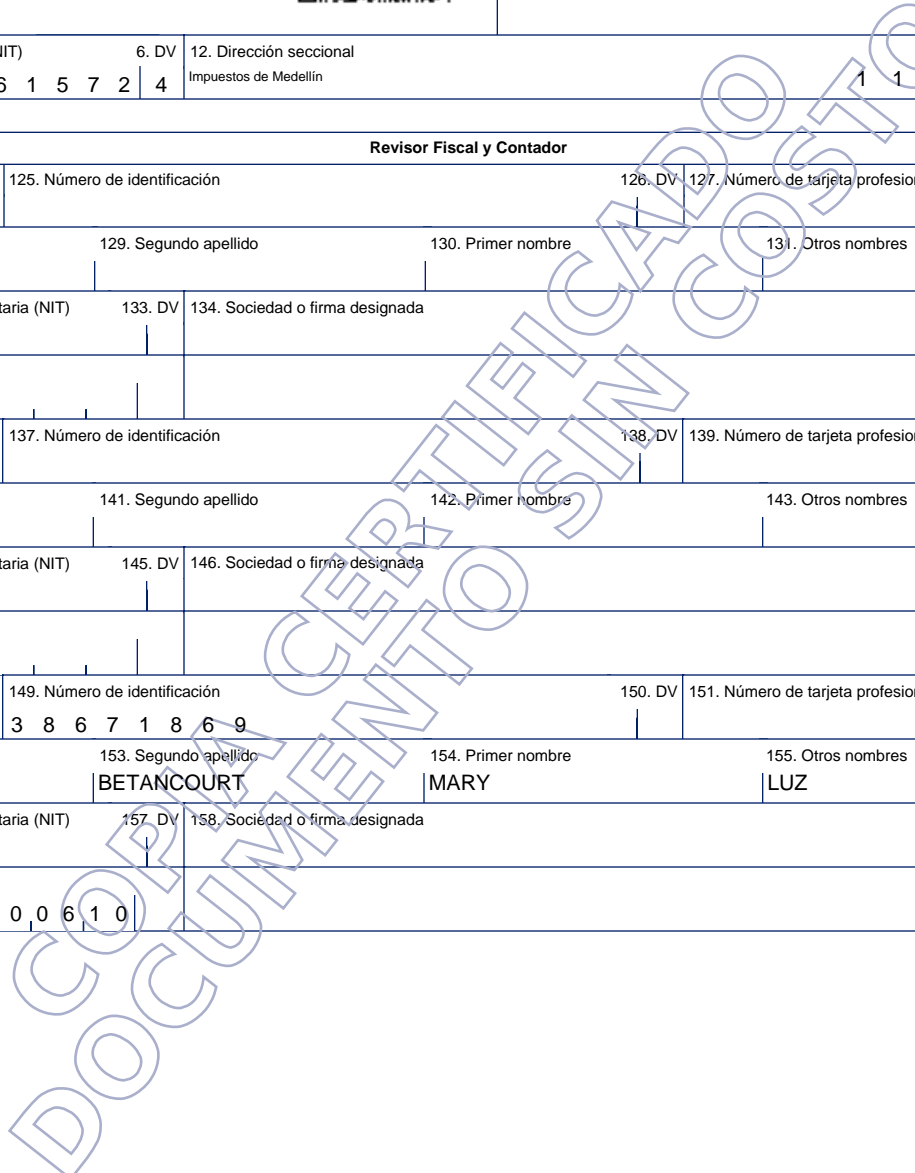 NIT) 6. DV 12. Dirección seccional
6 1 5 7 2 4 Impuestos de Medellín 1 1
Revisor Fiscal y Contador
125. Número de identificación 126. DV 127. Número de tarjeta profesion
129. Segundo apellido 130. Primer nombre 131. Otros nombres
taria (NIT) 133. DV 134. Sociedad o firma designada
137. Número de identificación 138. DV 139. Número de tarjeta profesion
141. Segundo apellido 142. Primer nombre 143. Otros nombres
taria (NIT) 145. DV 146. Sociedad o firma designada
149. Número de identificación 150. DV 151. Número de tarjeta profesion
3 8 6 7 1 8 6 9
153. Segundo apellido 154. Primer nombre 155. Otros nombres
BETANCOURT MARY LUZ
taria (NIT) 157. DV 158. Sociedad o firma designada
0 0 6 1 0
COPIA CERTIFICADO
DOCUMENTO SIN COSTO